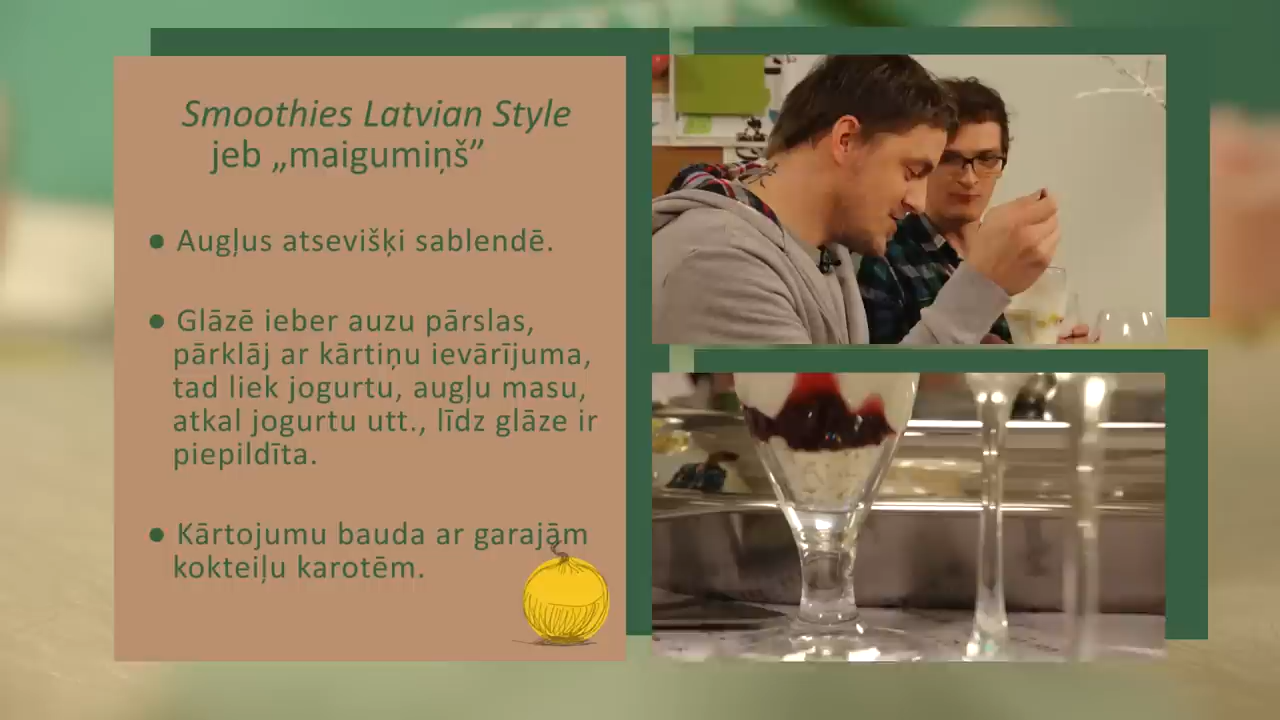 Smoothies Latvian Style
jeb „maigumiņš”
● Augļus atsevišķi sablendē.
● Glāzē ieber auzu pārslas,
pārklāj ar kārtiņu ievārījuma,
tad liek jogurtu, augļu masu,
atkal jogurtu utt., līdz glāze ir
piepildīta.
● Kārtojumu bauda ar garajām
kokteiļu karotēm.